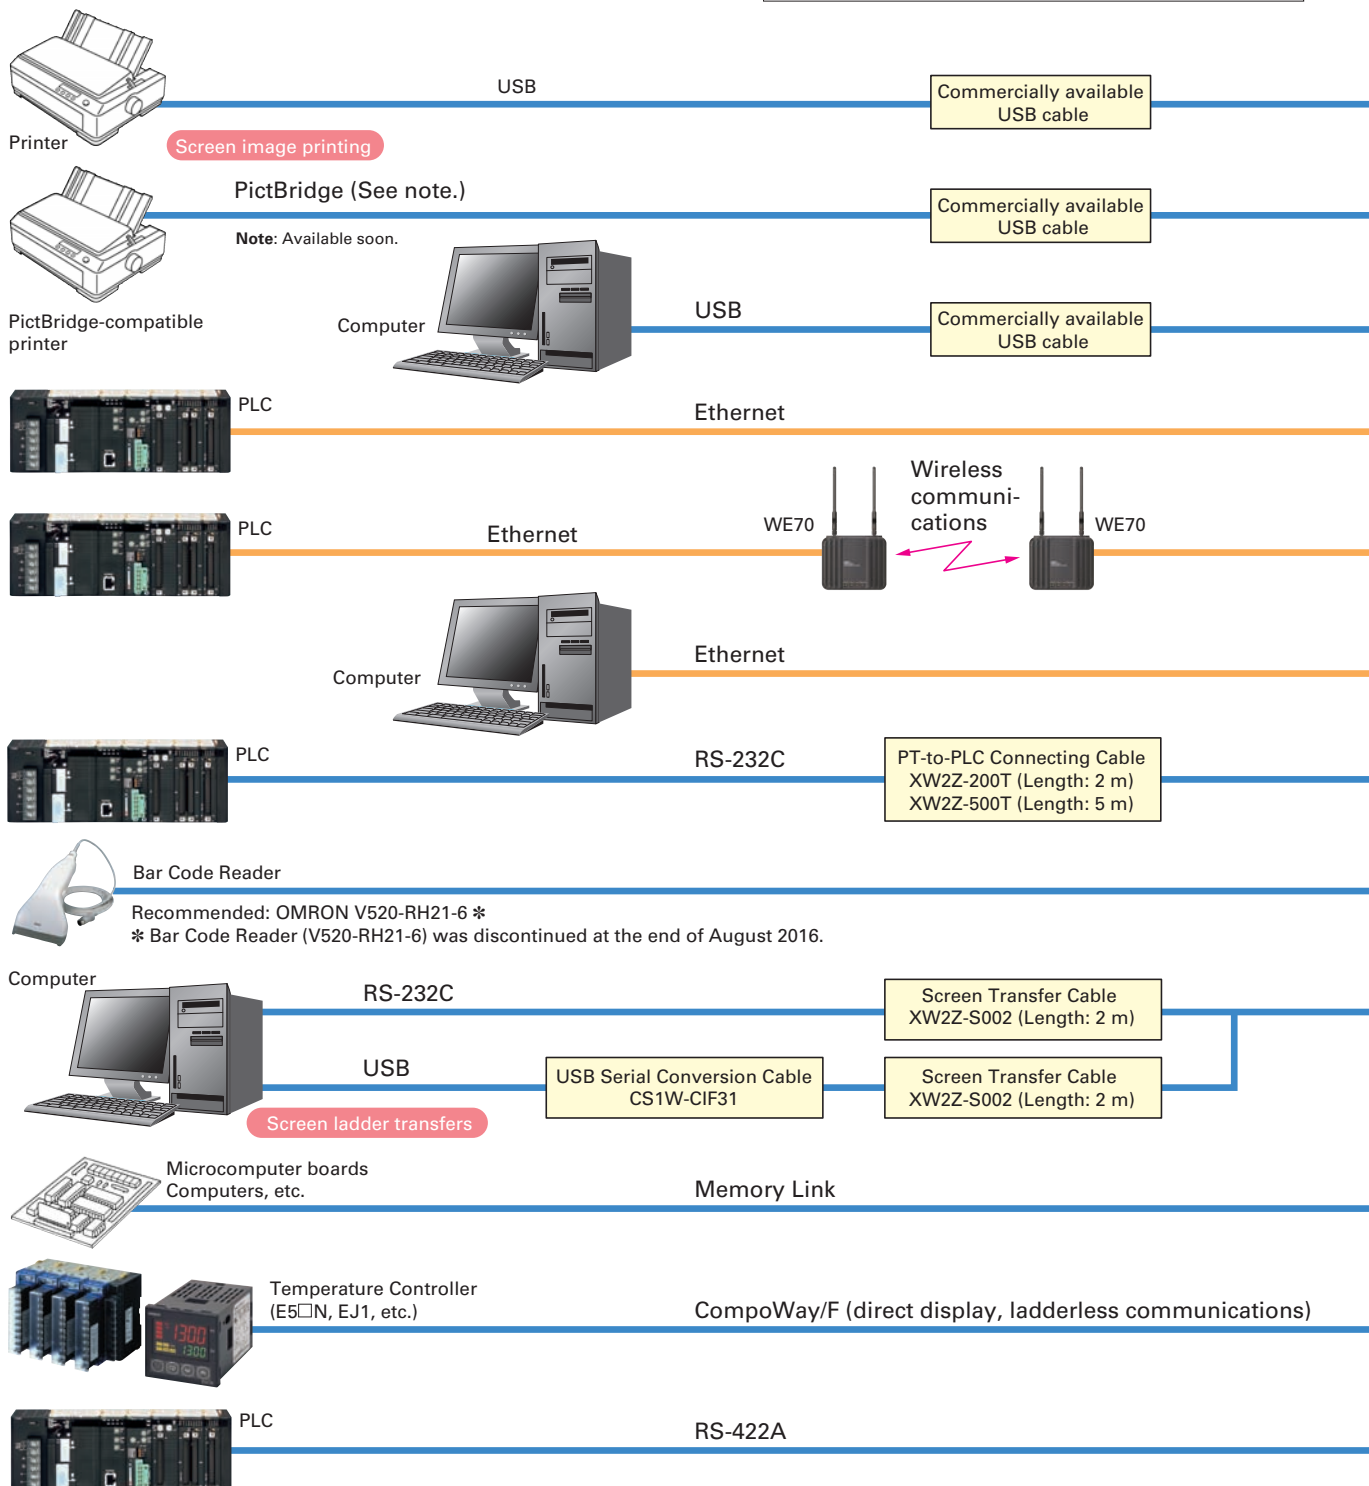 USB
Commercially available
USB cable
Printer
Screen image printing
PictBridge (See note.)
Commercially available
USB cable
Note: Available soon.
PictBridge-compatible
printer
Computer
USB
Commercially available
USB cable
PLC
Ethernet
PLC
Ethernet
WE70
Wireless
communi-
cations
WE70
Computer
Ethernet
PLC
RS-232C
PT-to-PLC Connecting Cable
XW2Z-200T (Length: 2 m)
XW2Z-500T (Length: 5 m)
Bar Code Reader
Recommended: OMRON V520-RH21-6 ✽
✽ Bar Code Reader (V520-RH21-6) was discontinued at the end of August 2016.
Computer
RS-232C
Screen Transfer Cable
XW2Z-S002 (Length: 2 m)
USB
USB Serial Conversion Cable
CS1W-CIF31
Screen Transfer Cable
XW2Z-S002 (Length: 2 m)
Screen ladder transfers
Microcomputer boards
Computers, etc.
Memory Link
Temperature Controller
(E5□N, EJ1, etc.)
CompoWay/F (direct display, ladderless communications)
1300
1300
PLC
RS-422A